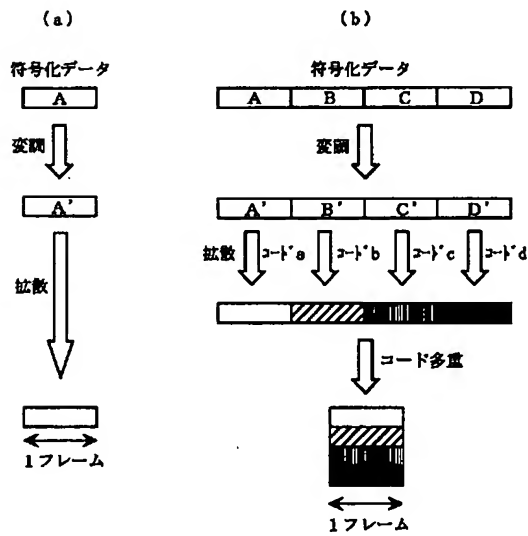 (a)
符号化データ
A
変調
A'
拡散
1フレーム
(b)
符号化データ
A B C D
変調
A' B' C' D'
拡散 コードa コードb コードc コードd
コード多重
1フレーム